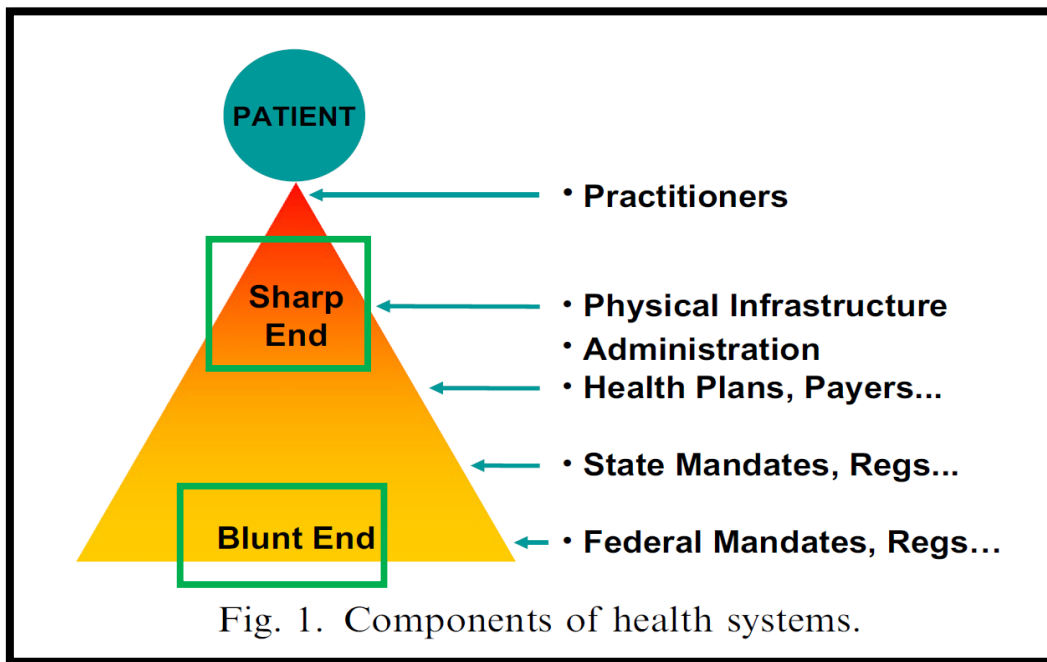 PATIENT
• Practitioners
Sharp
End
• Physical Infrastructure
• Administration
• Health Plans, Payers...
• State Mandates, Regs...
Blunt End
• Federal Mandates, Regs...
Fig. 1. Components of health systems.